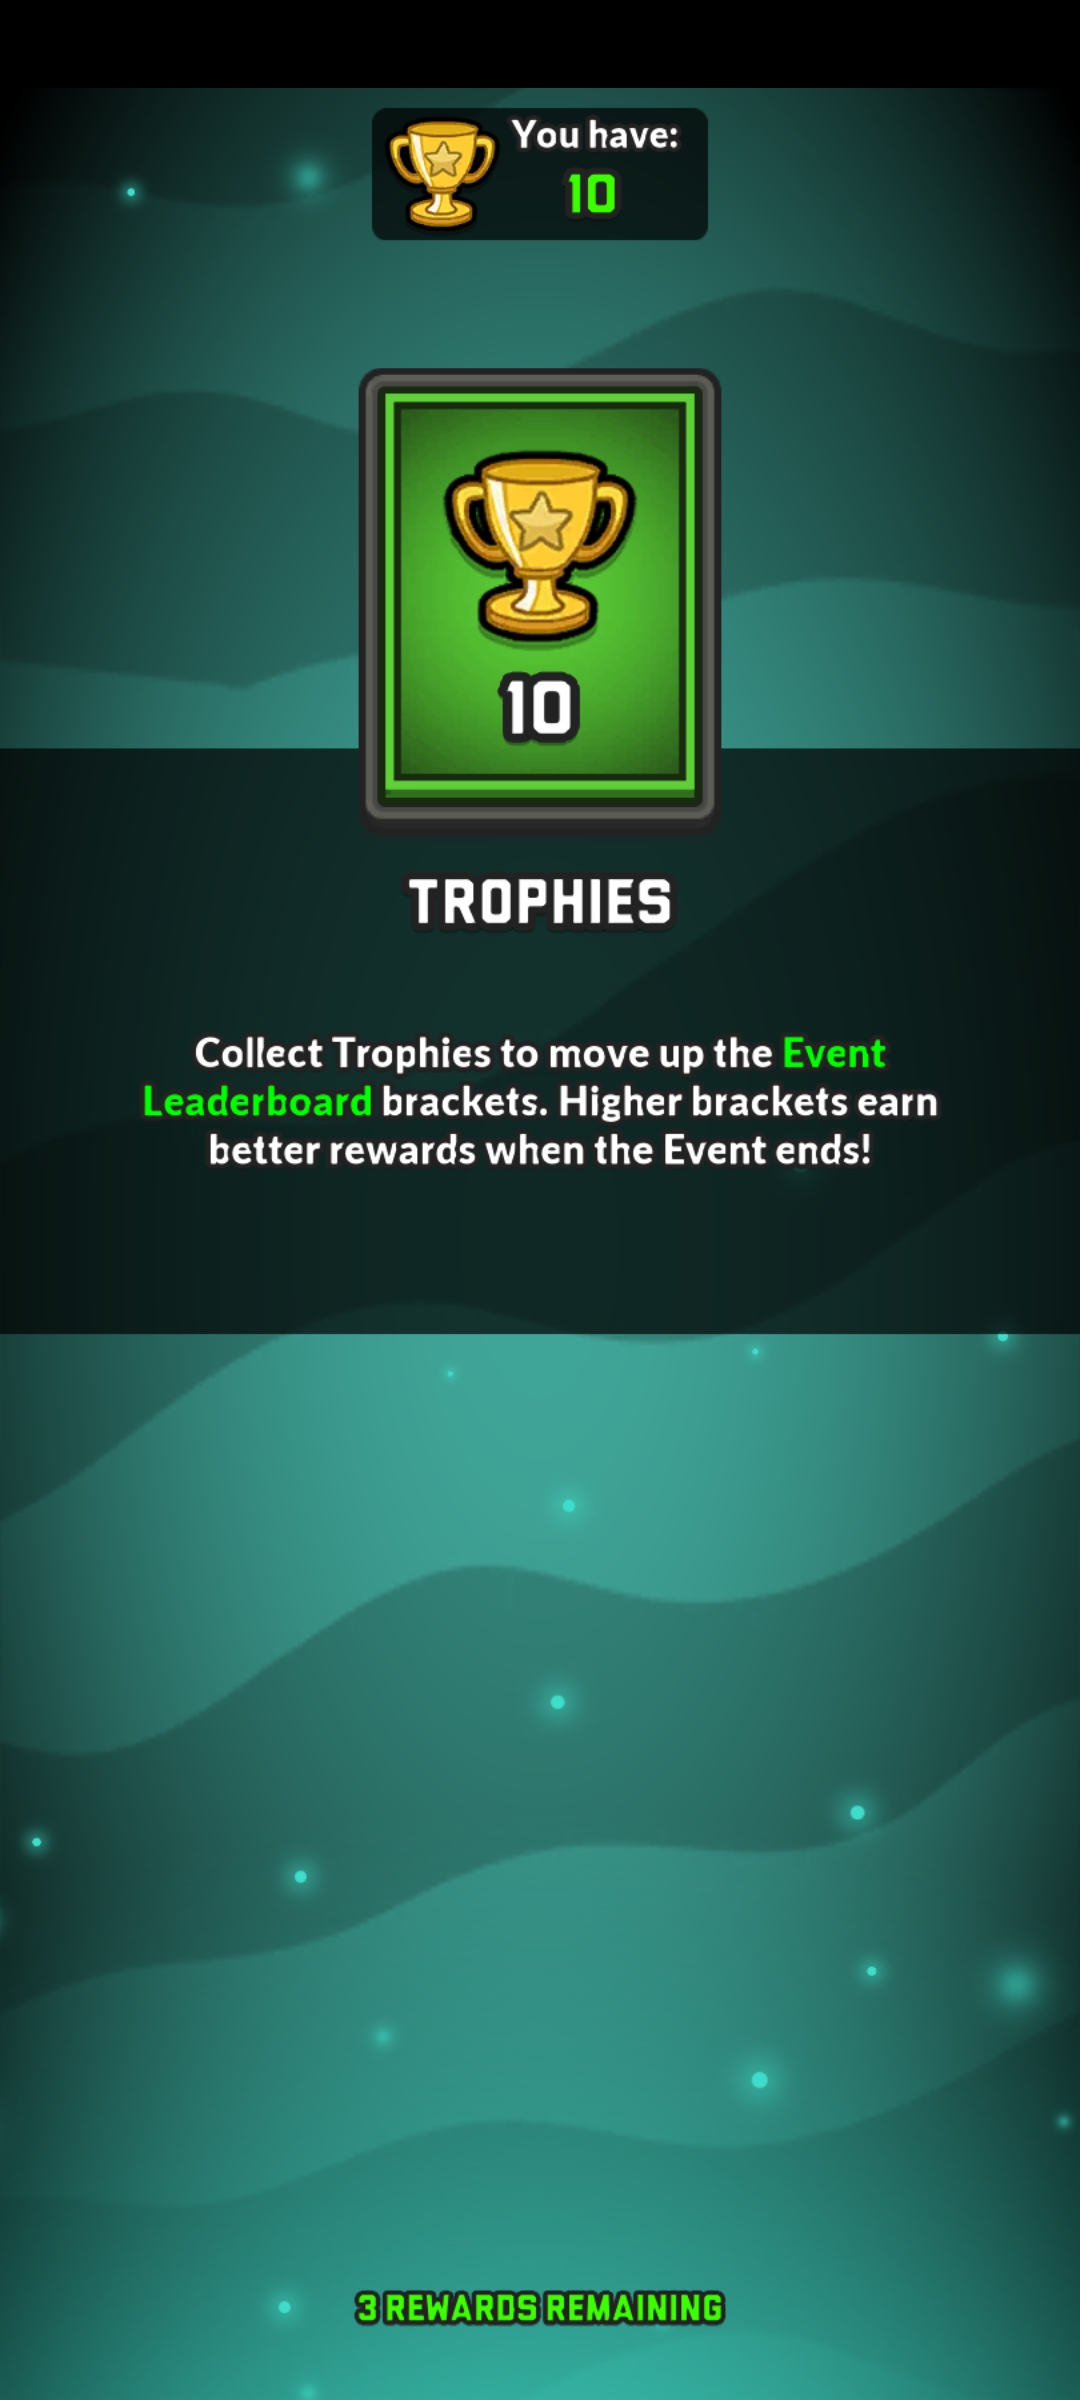 You have:
10
10
TROPHIES
Collect Trophies to move up the Event
Leaderboard brackets. Higher brackets earn
better rewards when the Event ends!
3 REWARDS REMAINING